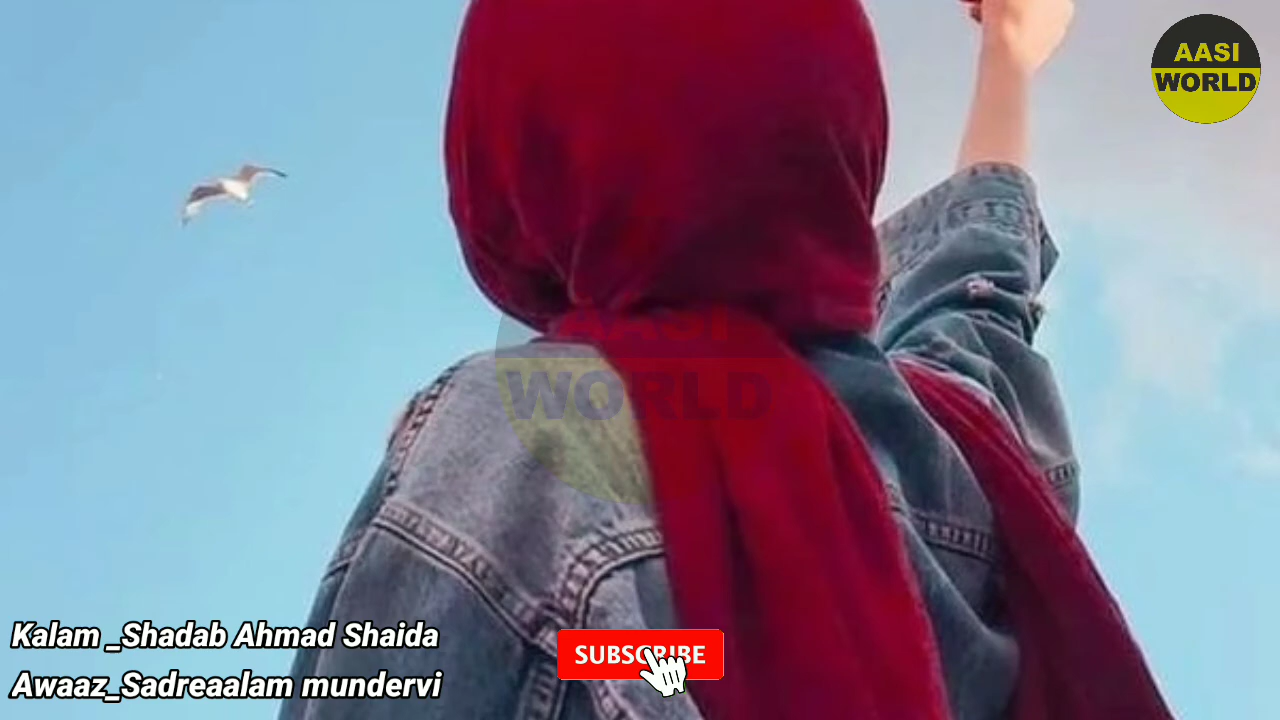 AASI
WORLD
AASI
WORLD
Kalam _Shadab Ahmad Shaida
SUBSCRIBE
Awaaz_Sadreaalam mundervi